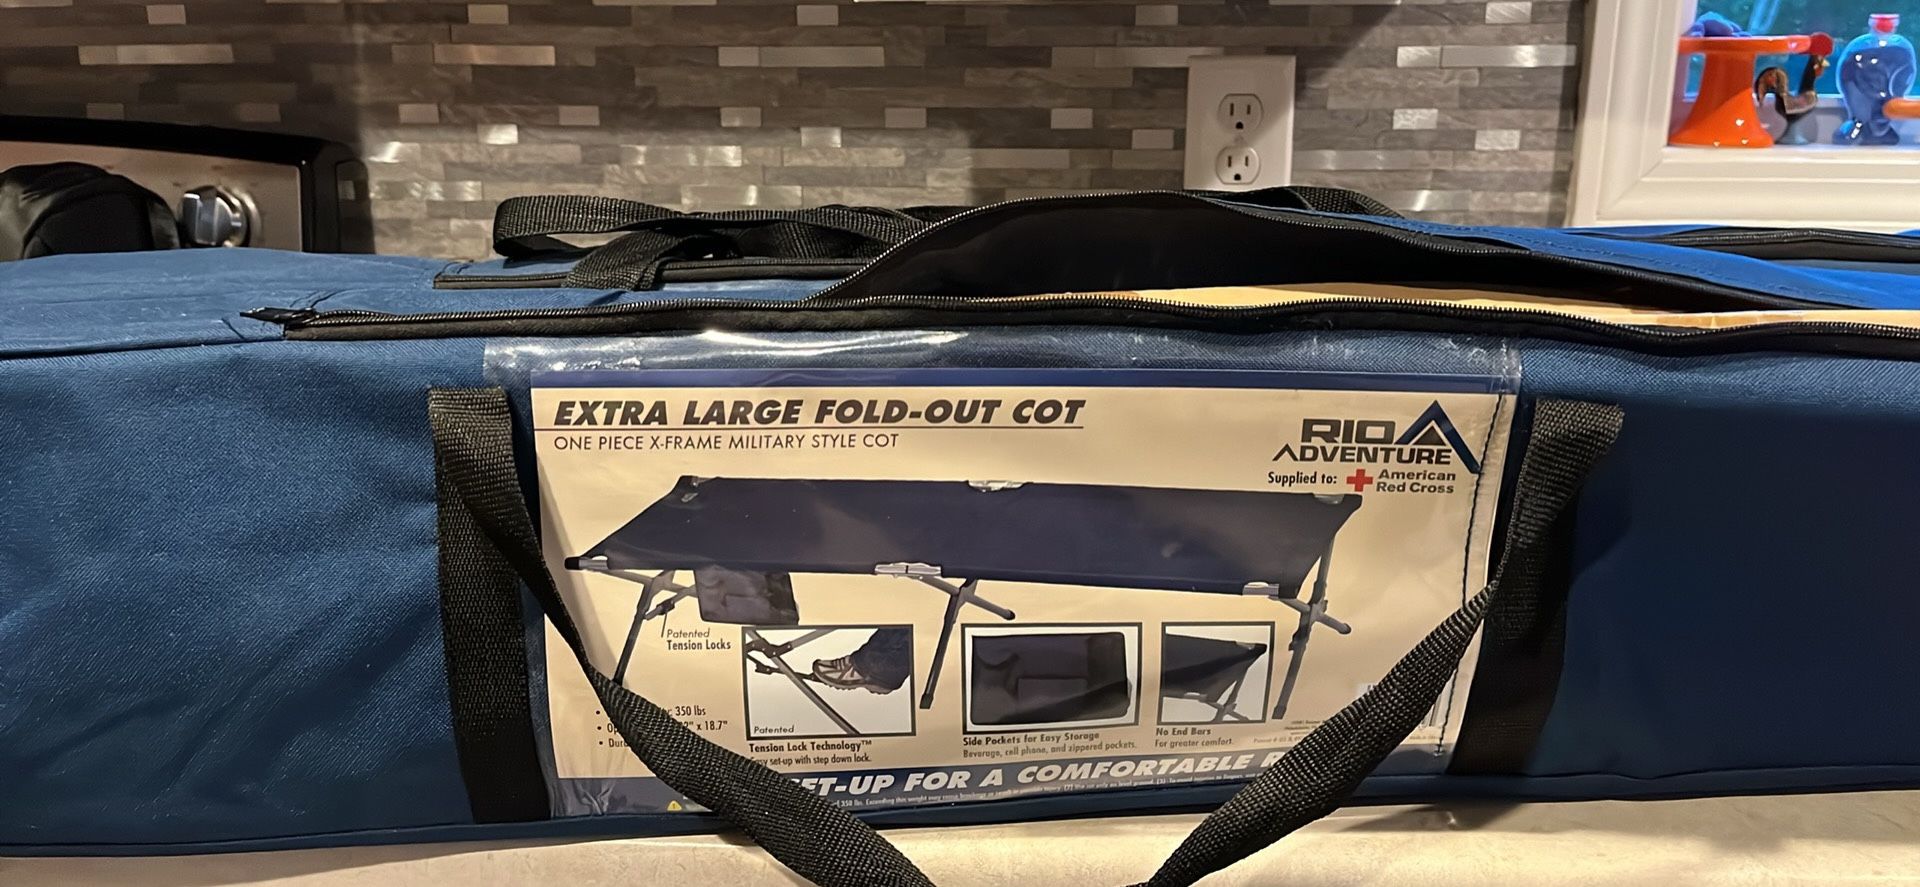 EXTRA LARGE FOLD-OUT COT
ONE PIECE X-FRAME MILITARY STYLE COT
RIO
ADVENTURE
Supplied to: American Red Cross
Patented
Tension Locks
350 lbs
x 18.7"
Patented
Tension Lock Technology™
set-up with step down lock.
Side Pockets for Easy Storage
Beverage, cell phone, and zippered pockets.
No End Bars
For greater comfort.
FOR A COMFORTABLE